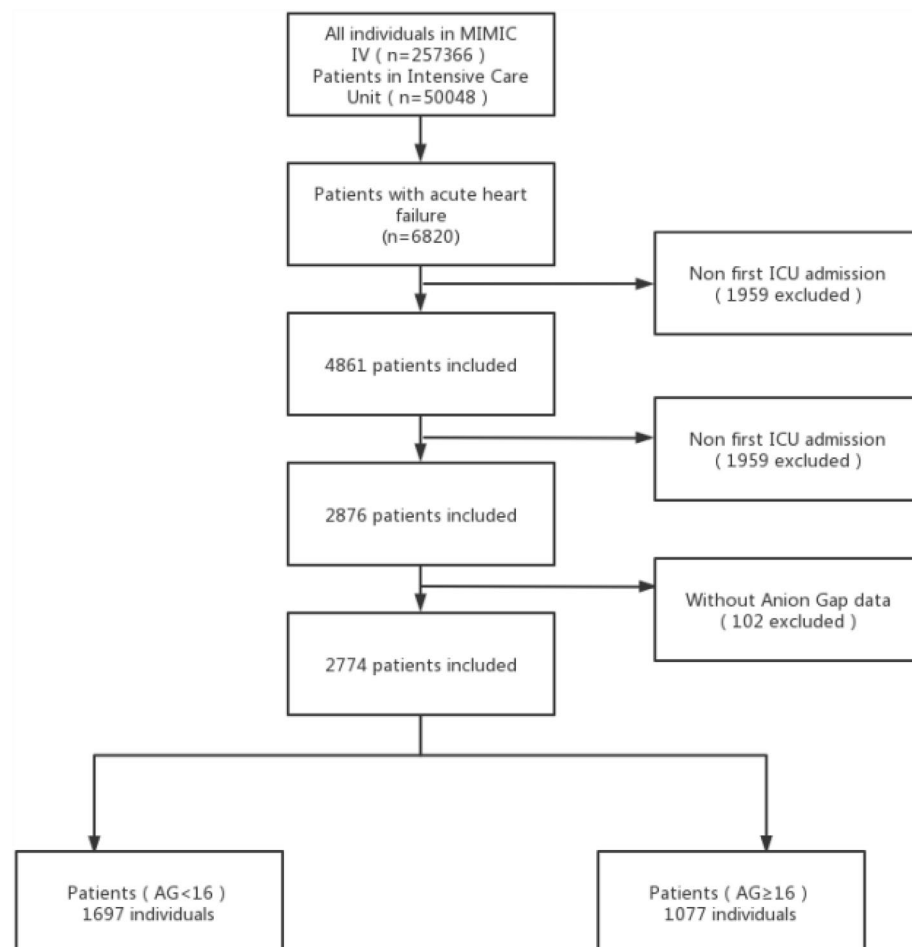 All individuals in MIMIC
IV ( n=257366 )
Patients in Intensive Care
Unit ( n=50048 )
Patients with acute heart
failure
(n=6820)
Non first ICU admission
( 1959 excluded )
4861 patients included
Non first ICU admission
( 1959 excluded )
2876 patients included
Without Anion Gap data
( 102 excluded )
2774 patients included
Patients ( AG<16 )
1697 individuals
Patients ( AG≥16 )
1077 individuals